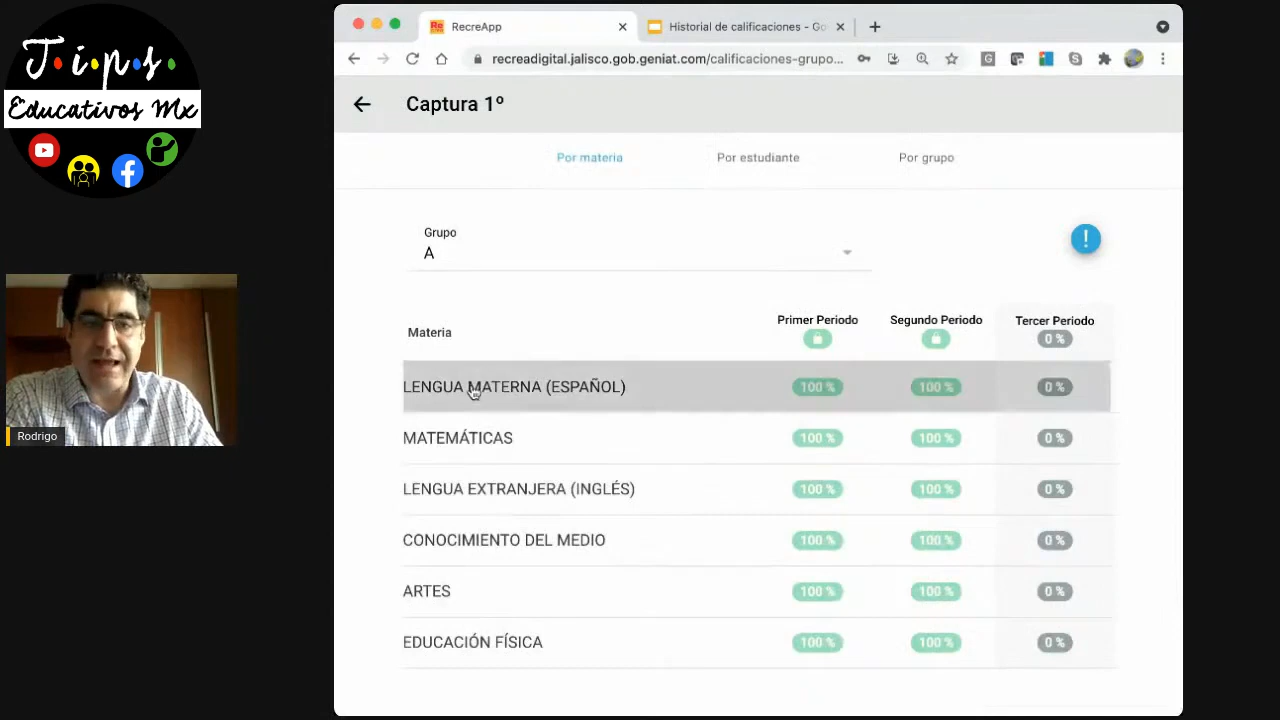 T.i.p.s.
Educativos Mx
Rodrigo
RecreApp
Historial de calificaciones - Go
recreadigital.jalisco.gob.geniat.com/calificaciones-grupo...
Captura 1º
Por materia
Por estudiante
Por grupo
Grupo
A
Materia
Primer Periodo
Segundo Periodo
Tercer Periodo
0 %
LENGUA MATERNA (ESPAÑOL) 100 % 100 % 0 %
MATEMÁTICAS 100 % 100 % 0 %
LENGUA EXTRANJERA (INGLÉS) 100 % 100 % 0 %
CONOCIMIENTO DEL MEDIO 100 % 100 % 0 %
ARTES 100 % 100 % 0 %
EDUCACIÓN FÍSICA 100 % 100 % 0 %